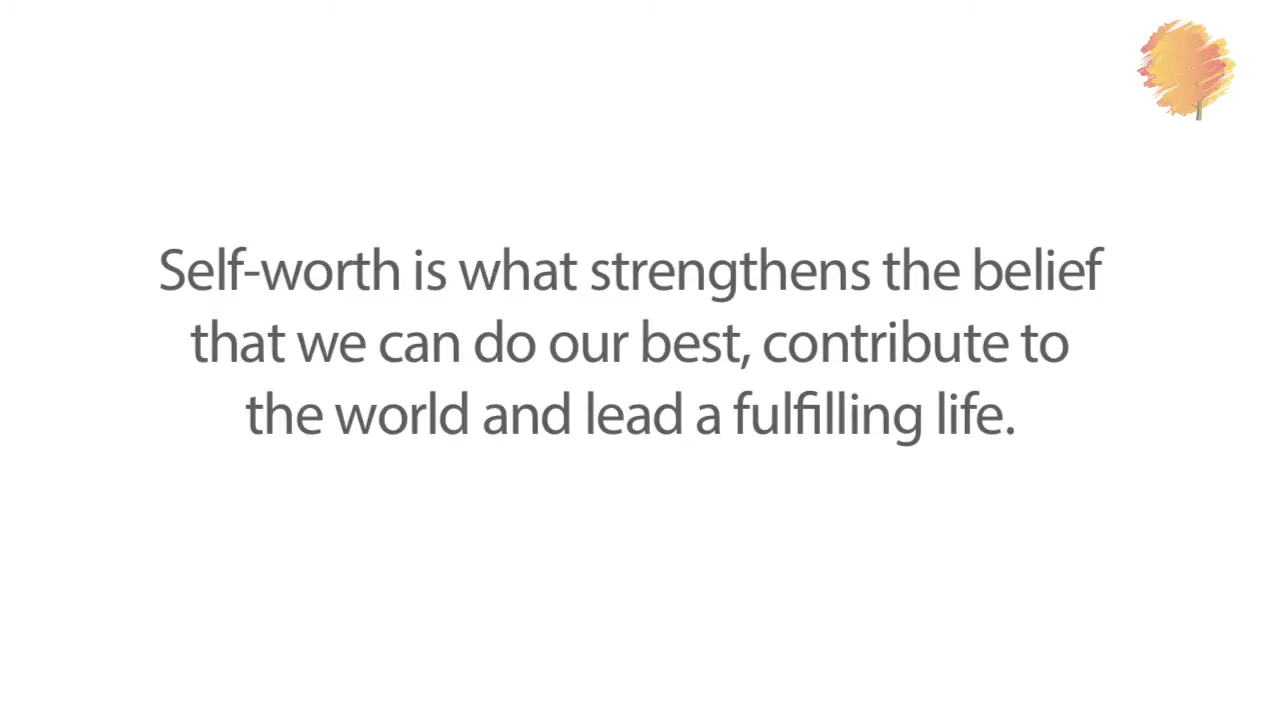 Self-worth is what strengthens the belief
that we can do our best, contribute to
the world and lead a fulfilling life.